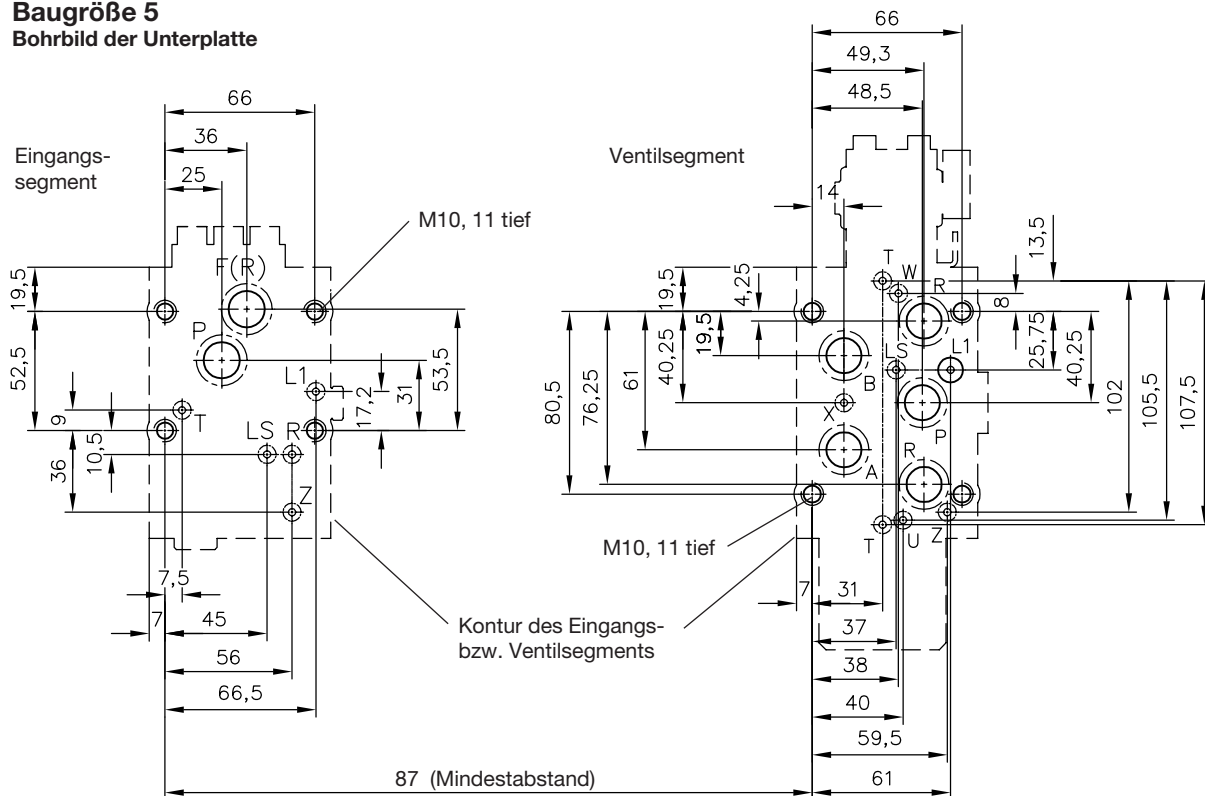 Baugröße 5
Bohrbild der Unterplatte
Eingangs-
segment
66
36
25
M10, 11 tief
F(R)
P
L1
T
LS R
Z
19,5
52,5
9
10,5
36
53,5
31
17,2
7,5
7
45
56
66,5
87 (Mindestabstand)
Kontur des Eingangs-
bzw. Ventilsegments
Ventilsegment
66
49,3
48,5
14
T
W
R
LS
L1
B
X
P
R
A
T
U
Z
19,5
4,25
19,5
40,25
61
76,25
80,5
13,5
8
25,75
40,25
102
105,5
107,5
M10, 11 tief
7
31
37
38
40
59,5
61